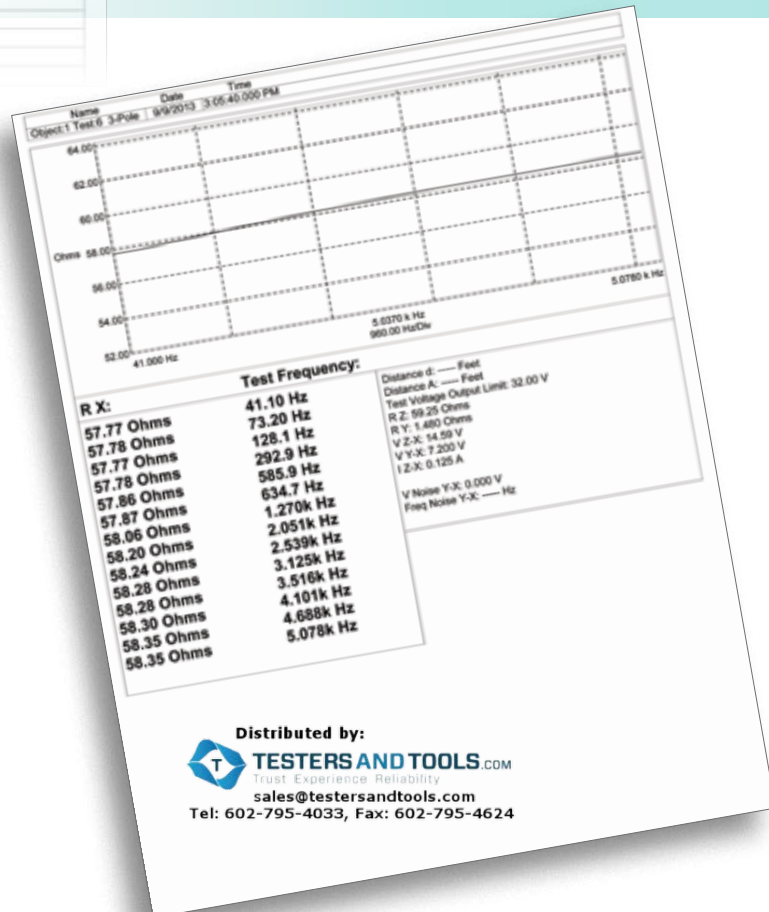 Name Date Time
Object:1 Test:6 3-Pole 9/9/2013 3:05:40.000 PM
64.00
62.00
60.00
Ohms 58.00
56.00
54.00
52.00
41.000 Hz 5.0370 k Hz 5.0780 k Hz
960.00 Hz/Div
R X: Test Frequency:
57.77 Ohms 41.10 Hz
57.78 Ohms 73.20 Hz
57.77 Ohms 128.1 Hz
57.78 Ohms 292.9 Hz
57.86 Ohms 585.9 Hz
57.87 Ohms 634.7 Hz
58.06 Ohms 1.270k Hz
58.20 Ohms 2.051k Hz
58.24 Ohms 2.539k Hz
58.28 Ohms 3.125k Hz
58.28 Ohms 3.516k Hz
58.30 Ohms 4.101k Hz
58.35 Ohms 4.688k Hz
58.35 Ohms 5.078k Hz
Distance d: ---- Feet
Distance A: ---- Feet
Test Voltage Output Limit: 32.00 V
R Z: 59.25 Ohms
R Y: 1.480 Ohms
V Z-X: 14.59 V
V Y-X: 7.200 V
I Z-X: 0.125 A
V Noise Y-X: 0.000 V
Freq Noise Y-X: ---- Hz
Distributed by:
T TESTERS AND TOOLS.COM
Trust Experience Reliability
sales@testersandtools.com
Tel: 602-795-4033, Fax: 602-795-4624